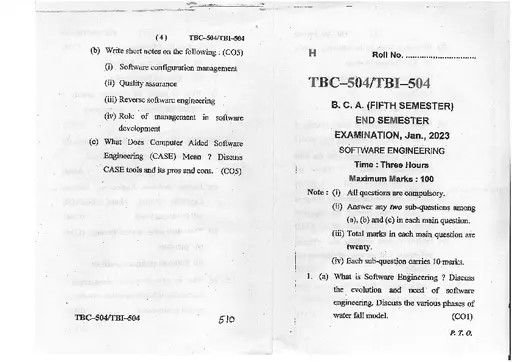 ( 4 ) TBC–504/TBI–504
(b) Write short notes on the following : (CO5)
(i) Software configuration management
(ii) Quality assurance
(iii) Reverse software engineering
(iv) Role of management in software
development
(c) What Does Computer Aided Software
Engineering (CASE) Mean ? Discuss
CASE tools and its pros and cons. (CO5)
TBC–504/TBI–504
510
H Roll No. ..............................
TBC–504/TBI–504
B. C. A. (FIFTH SEMESTER)
END SEMESTER
EXAMINATION, Jan., 2023
SOFTWARE ENGINEERING
Time : Three Hours
Maximum Marks : 100
Note : (i) All questions are compulsory.
(ii) Answer any two sub-questions among
(a), (b) and (c) in each main question.
(iii) Total marks in each main question are
twenty.
(iv) Each sub-question carries 10 marks.
1. (a) What is Software Engineering ? Discuss
the evolution and need of software
engineering. Discuss the various phases of
water fall model. (CO1)
P. T. O.